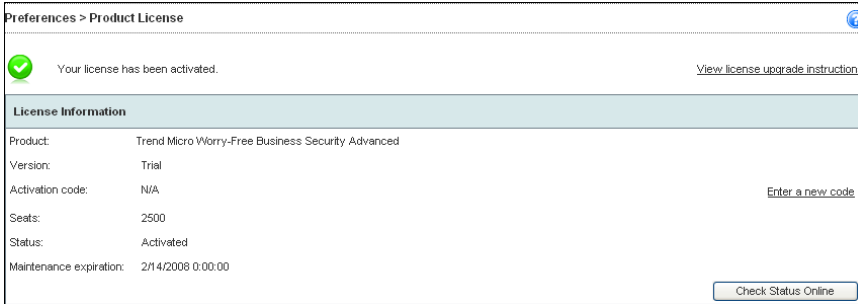 Preferences > Product License
Your license has been activated.
View license upgrade instruction
License Information
Product: Trend Micro Worry-Free Business Security Advanced
Version: Trial
Activation code: N/A
Enter a new code
Seats: 2500
Status: Activated
Maintenance expiration: 2/14/2008 0:00:00
Check Status Online